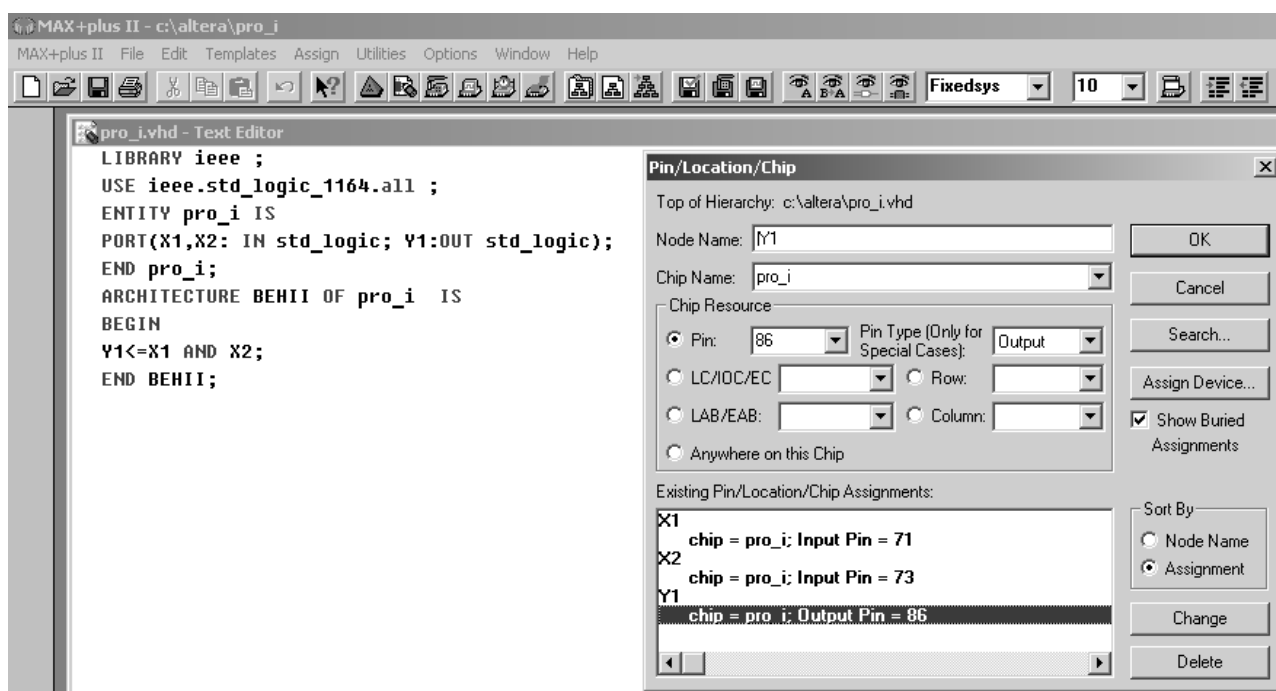 MAX+plus II - c:\altera\pro_i
MAX+plus II File Edit Templates Assign Utilities Options Window Help
Fixedsys 10
pro_i.vhd - Text Editor
LIBRARY ieee ;
USE ieee.std_logic_1164.all ;
ENTITY pro_i IS
PORT(X1,X2: IN std_logic; Y1:OUT std_logic);
END pro_i;
ARCHITECTURE BEHII OF pro_i IS
BEGIN
Y1<=X1 AND X2;
END BEHII;
Pin/Location/Chip
Top of Hierarchy: c:\altera\pro_i.vhd
Node Name: Y1
OK
Chip Name: pro_i
Cancel
Chip Resource
Pin: 86 Pin Type (Only for Special Cases): Output
Search...
LC/IOC/EC Row:
Assign Device...
LAB/EAB: Column:
Show Buried Assignments
Anywhere on this Chip
Existing Pin/Location/Chip Assignments:
X1
chip = pro_i; Input Pin = 71
X2
chip = pro_i; Input Pin = 73
Y1
chip = pro_i; Output Pin = 86
Sort By
Node Name
Assignment
Change
Delete